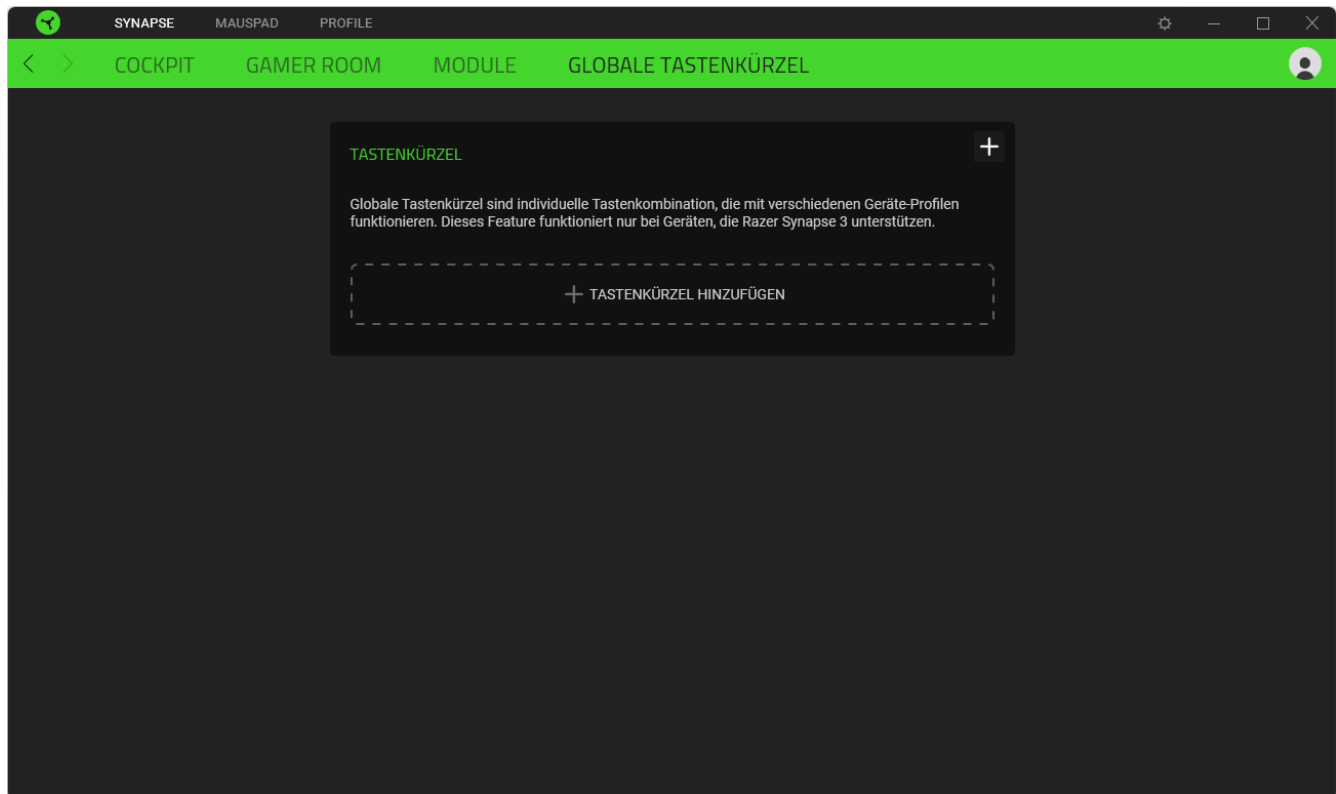 SYNAPSE MAUSPAD PROFILE
COCKPIT GAMER ROOM MODULE GLOBALE TASTENKÜRZEL
TASTENKÜRZEL
Globale Tastenkürzel sind individuelle Tastenkombination, die mit verschiedenen Geräte-Profilen
funktionieren. Dieses Feature funktioniert nur bei Geräten, die Razer Synapse 3 unterstützen.
TASTENKÜRZEL HINZUFÜGEN